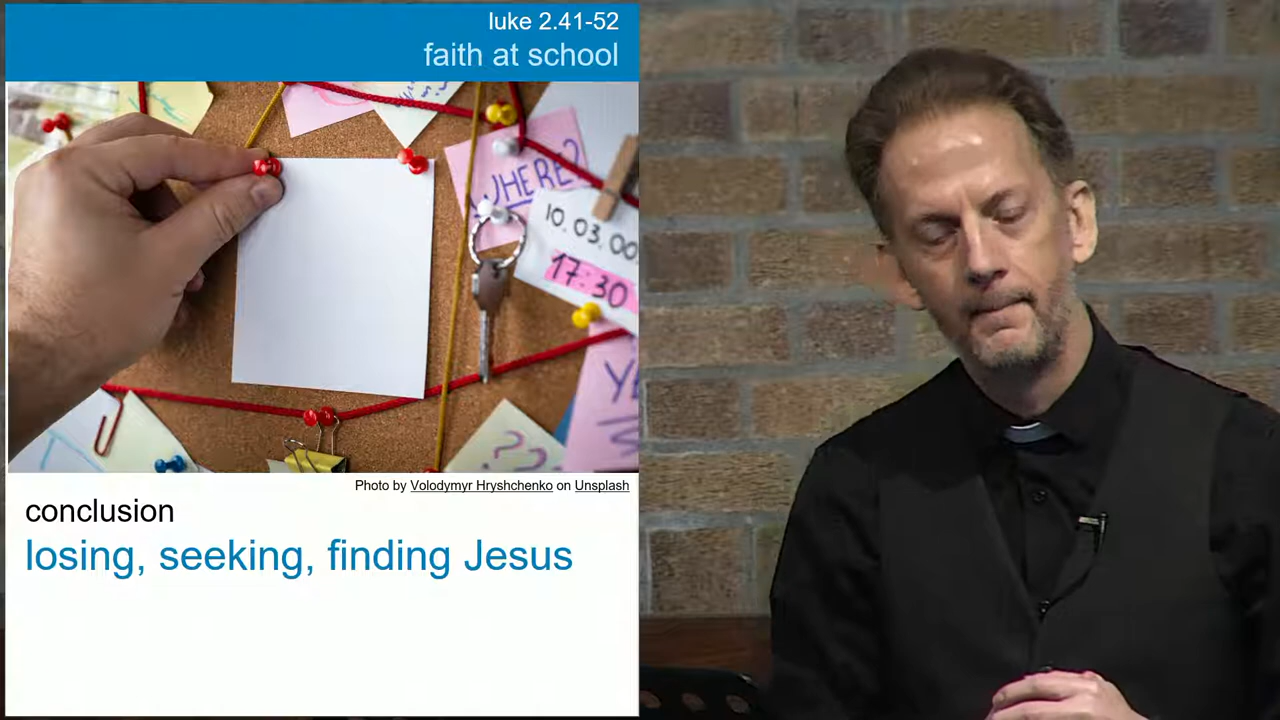 luke 2.41-52
faith at school
WHERE?
10.03.00
17:30
??
Photo by Volodymyr Hryshchenko on Unsplash
conclusion
losing, seeking, finding Jesus